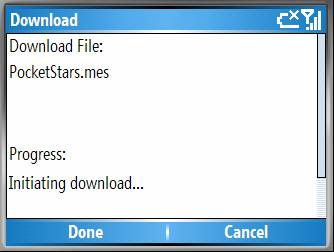 Download
Download File:
PocketStars.mes
Progress:
Initiating download...
Done Cancel